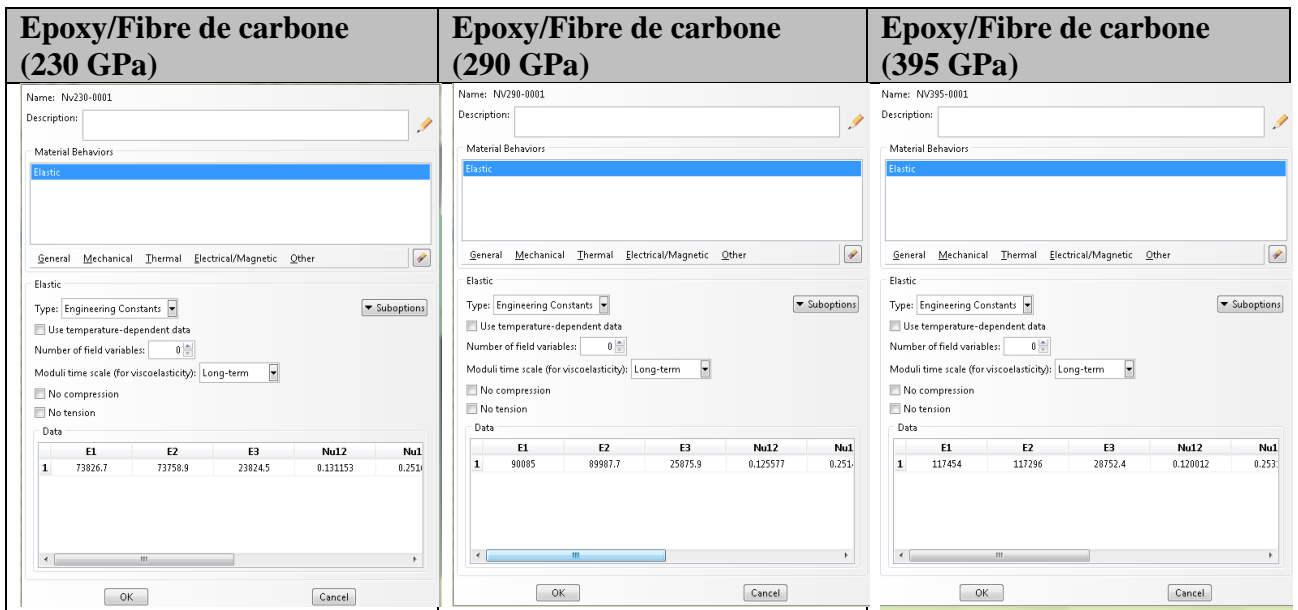 Epoxy/Fibre de carbone
(230 GPa)
Epoxy/Fibre de carbone
(290 GPa)
Epoxy/Fibre de carbone
(395 GPa)
Name: Nv230-0001
Description:
Material Behaviors
Elastic
General Mechanical Thermal Electrical/Magnetic Other
Elastic
Type: Engineering Constants Suboptions
Use temperature-dependent data
Number of field variables: 0
Moduli time scale (for viscoelasticity): Long-term
No compression
No tension
Data
E1 E2 E3 Nu12 Nu1
1 73826.7 73758.9 23824.5 0.131153 0.251
OK Cancel
Name: NV290-0001
Description:
Material Behaviors
Elastic
General Mechanical Thermal Electrical/Magnetic Other
Elastic
Type: Engineering Constants Suboptions
Use temperature-dependent data
Number of field variables: 0
Moduli time scale (for viscoelasticity): Long-term
No compression
No tension
Data
E1 E2 E3 Nu12 Nu1
1 90085 89987.7 25875.9 0.125577 0.251
OK Cancel
Name: NV395-0001
Description:
Material Behaviors
Elastic
General Mechanical Thermal Electrical/Magnetic Other
Elastic
Type: Engineering Constants Suboptions
Use temperature-dependent data
Number of field variables: 0
Moduli time scale (for viscoelasticity): Long-term
No compression
No tension
Data
E1 E2 E3 Nu12 Nu1
1 117454 117296 28752.4 0.120012 0.253
OK Cancel